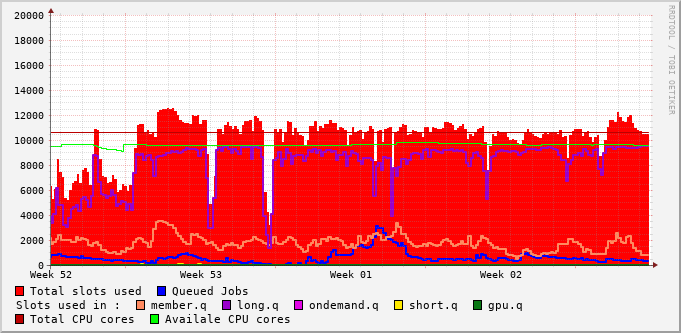 20000
18000
16000
14000
12000
10000
8000
6000
4000
2000
0
Week 52 Week 53 Week 01 Week 02
RRDTOOL / TOBI OETIKER
Total slots used Queued Jobs
Slots used in : member.q long.q ondemand.q short.q gpu.q
Total CPU cores Availale CPU cores